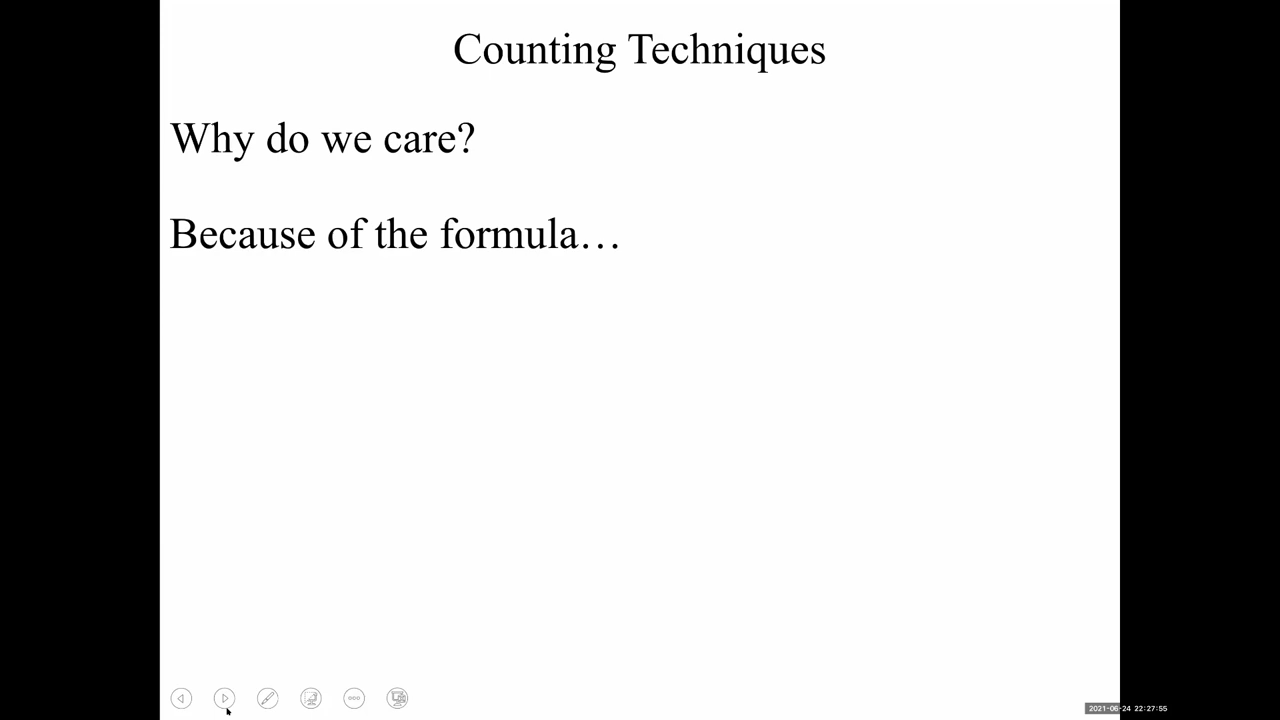 Counting Techniques
Why do we care?
Because of the formula…
2021-06-24 22:27:55